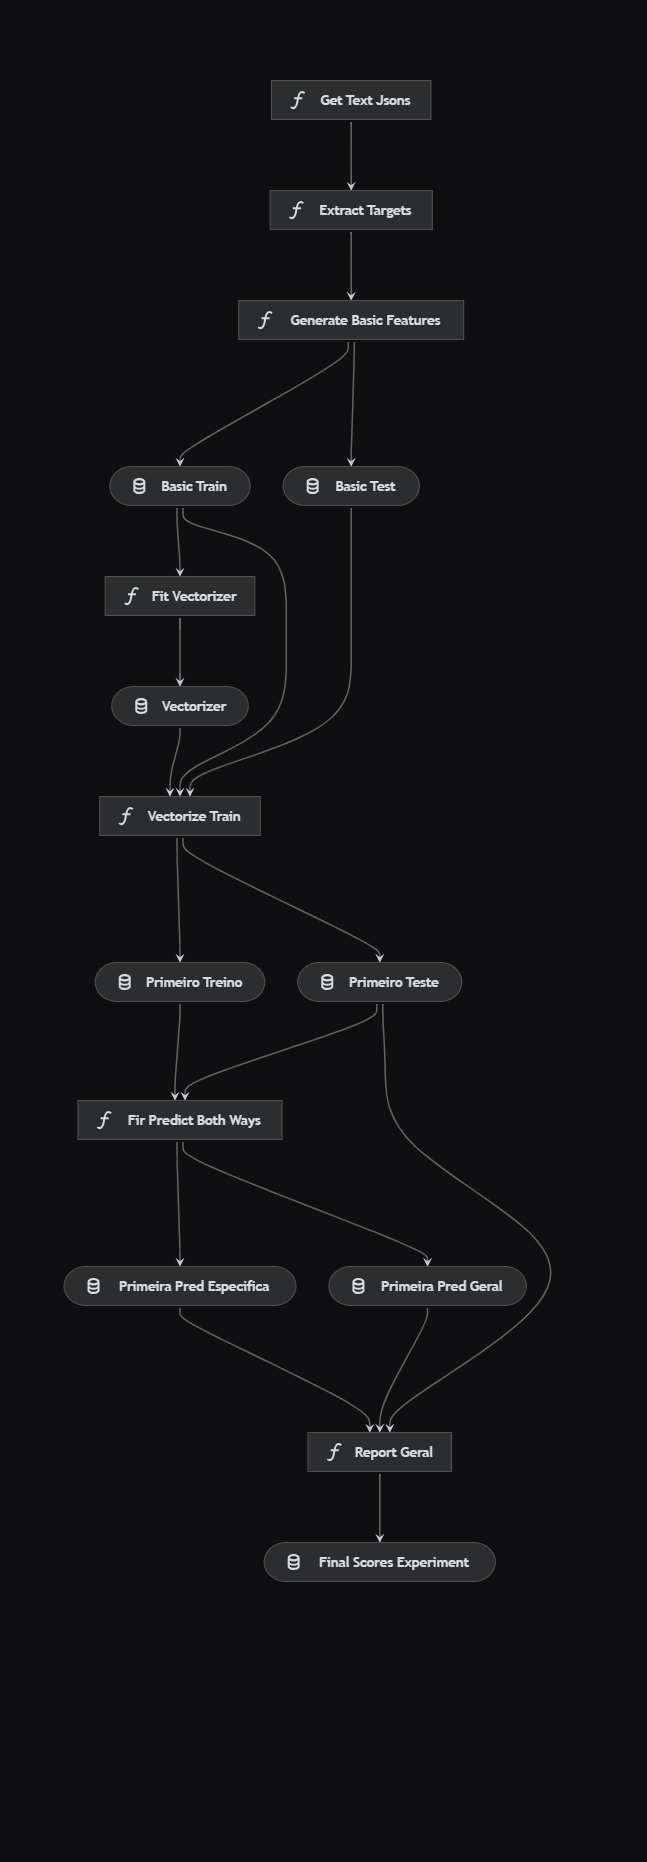 Get Text Jsons
Extract Targets
Generate Basic Features
Basic Train
Basic Test
Fit Vectorizer
Vectorizer
Vectorize Train
Primeiro Treino
Primeiro Teste
Fir Predict Both Ways
Primeira Pred Especifica
Primeira Pred Geral
Report Geral
Final Scores Experiment